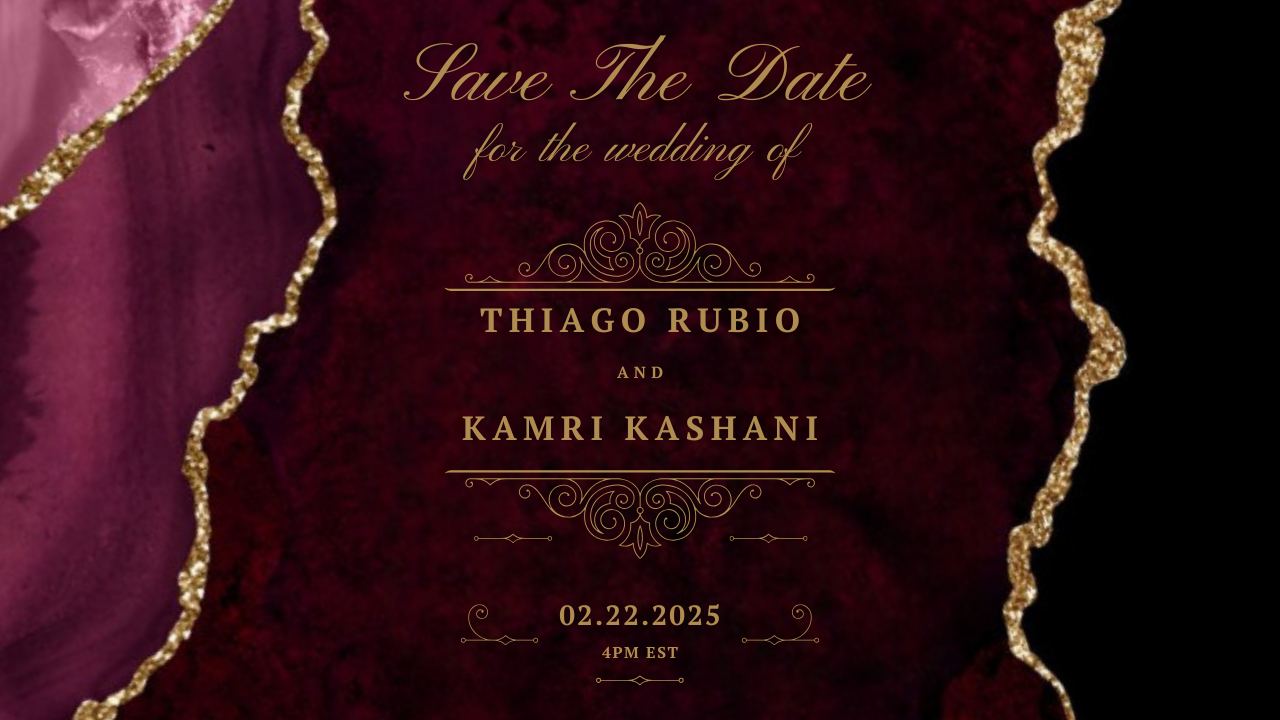 Save The Date
for the wedding of
THIAGO RUBIO
AND
KAMRI KASHANI
02.22.2025
4PM EST